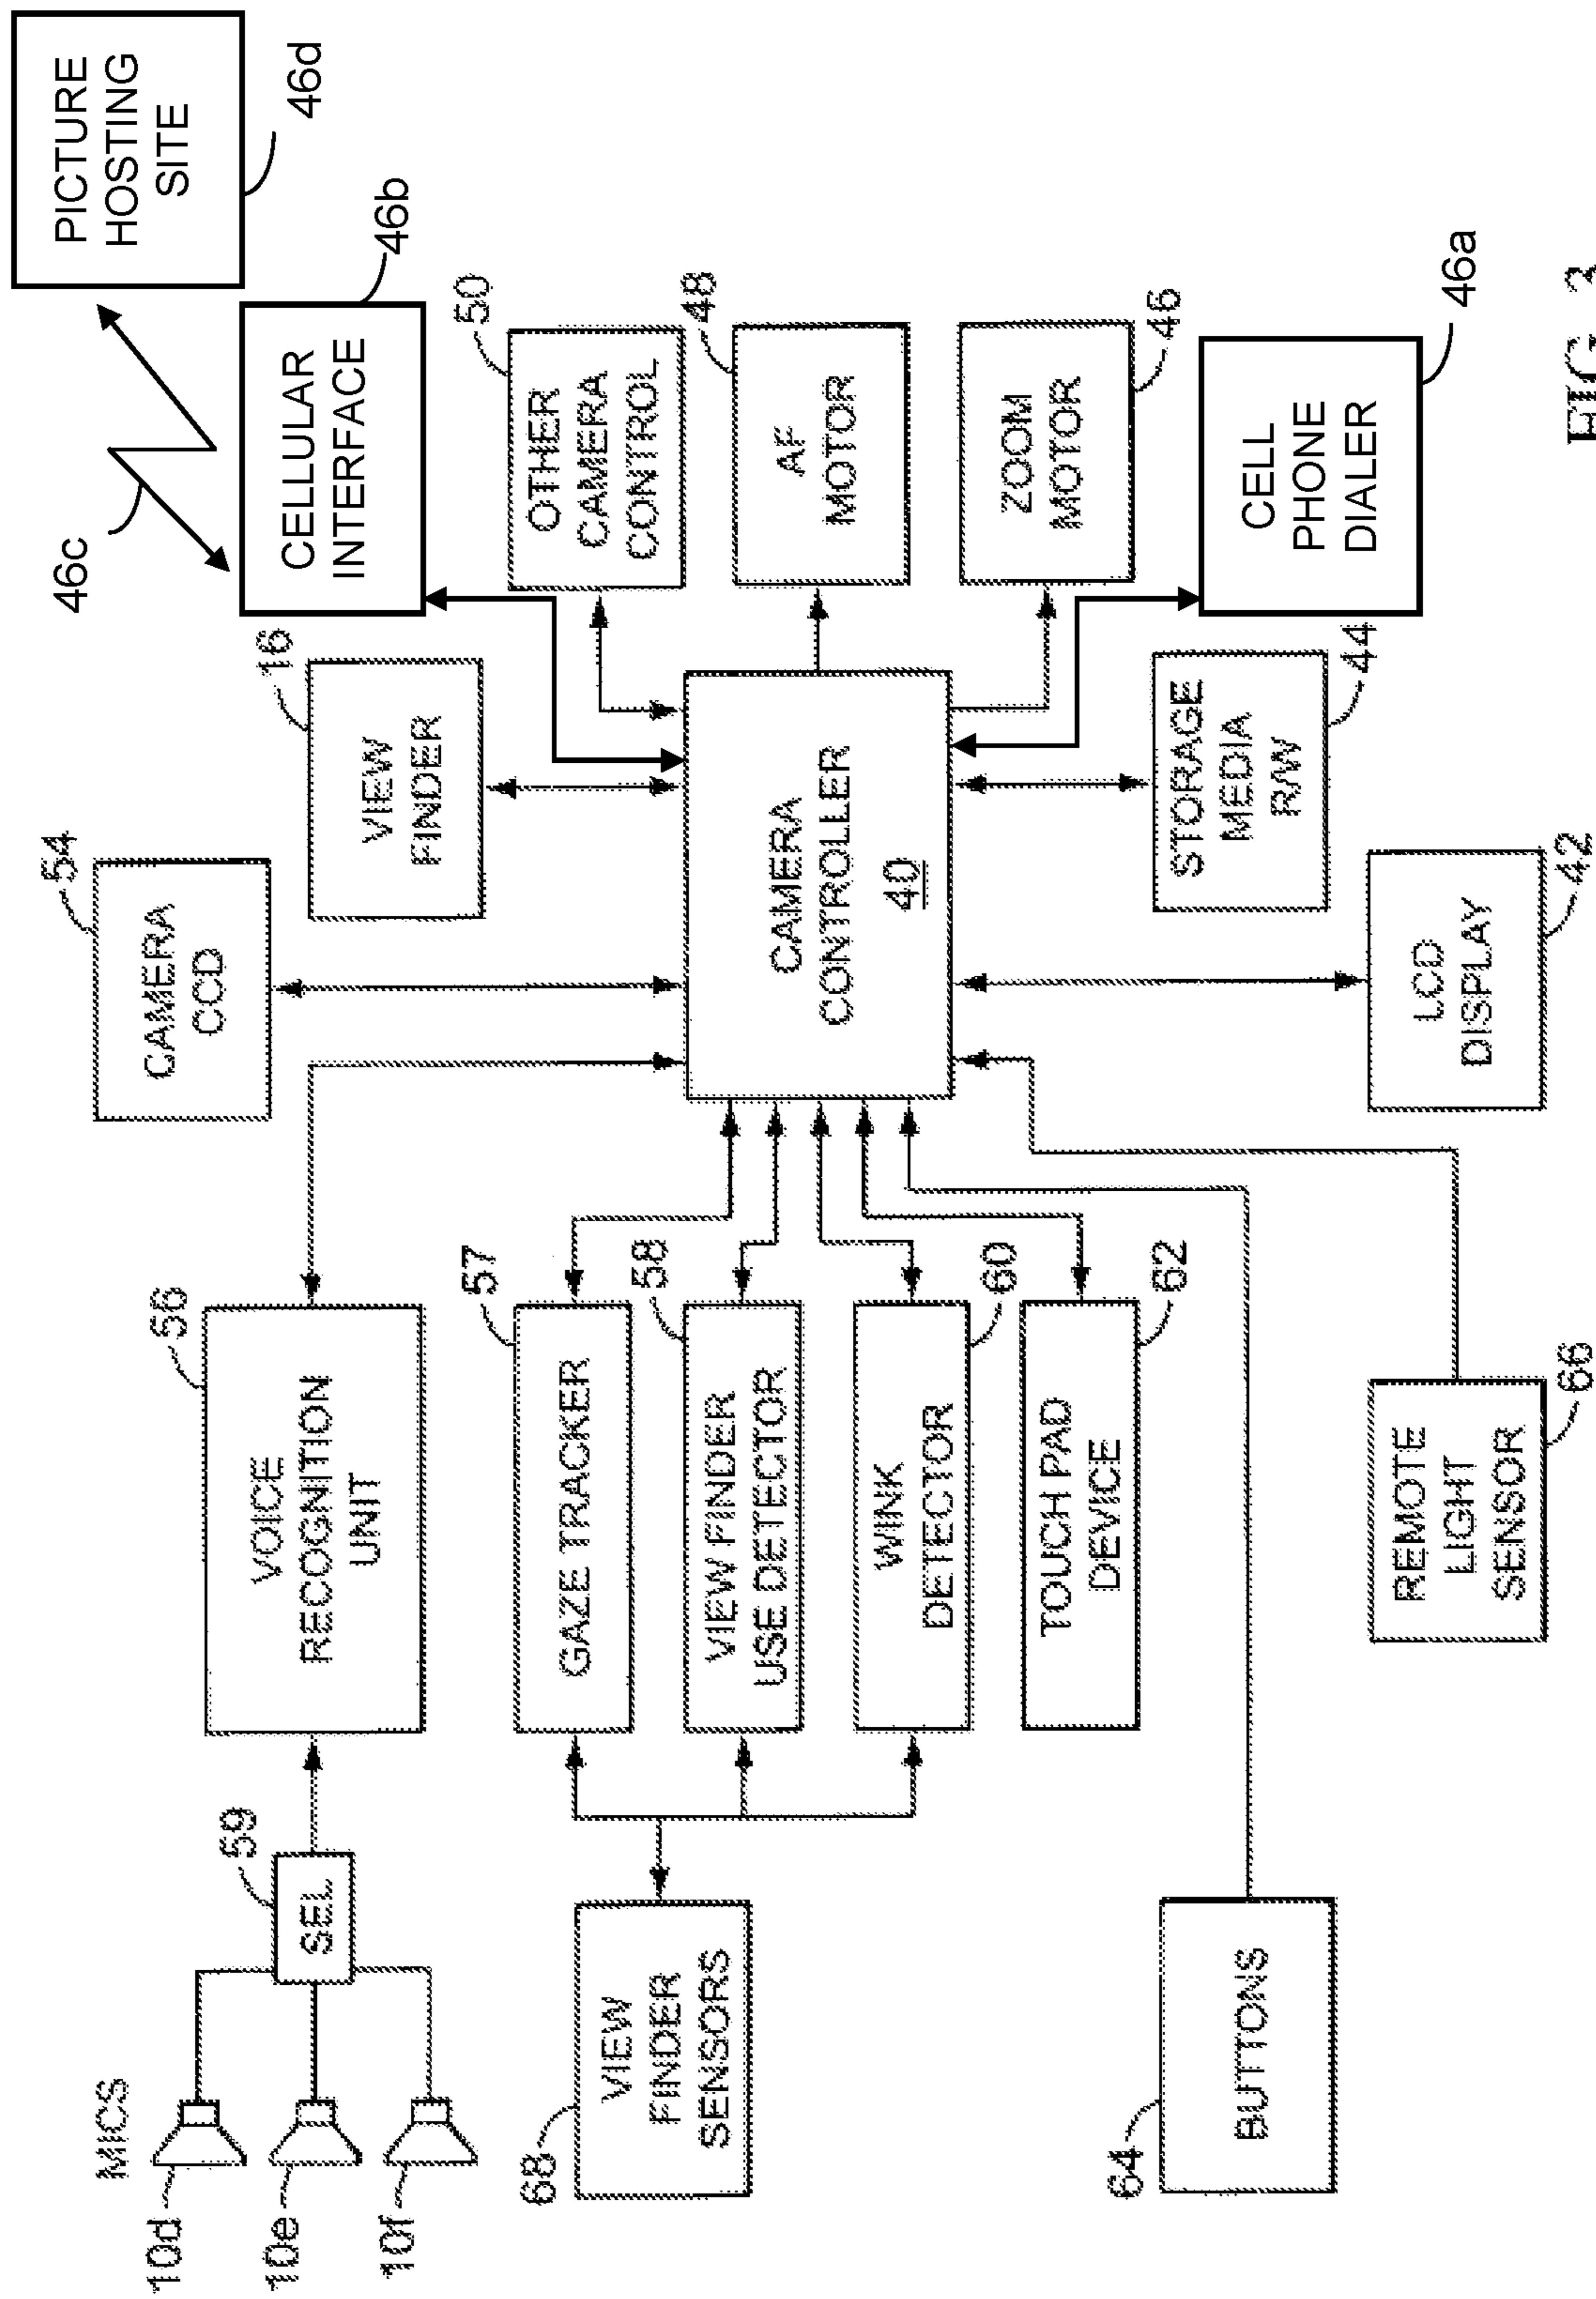 MICS
10d
10e
10f
59
SEL
56
VOICE
RECOGNITION
UNIT
54
CAMERA
CCD
16
VIEW
FINDER
46c
CELLULAR
INTERFACE
46b
PICTURE
HOSTING
SITE
46d
57
GAZE TRACKER
58
VIEW FINDER
USE DETECTOR
WINK
DETECTOR
60
TOUCH PAD
DEVICE
62
68
VIEW
FINDER
SENSORS
64
BUTTONS
CAMERA
CONTROLLER
40
50
OTHER
CAMERA
CONTROL
48
AF
MOTOR
ZOOM
MOTOR
46
CELL
PHONE
DIALER
46a
STORAGE
MEDIA
R/W
44
LCD
DISPLAY
42
REMOTE
LIGHT
SENSOR
66
FIG.